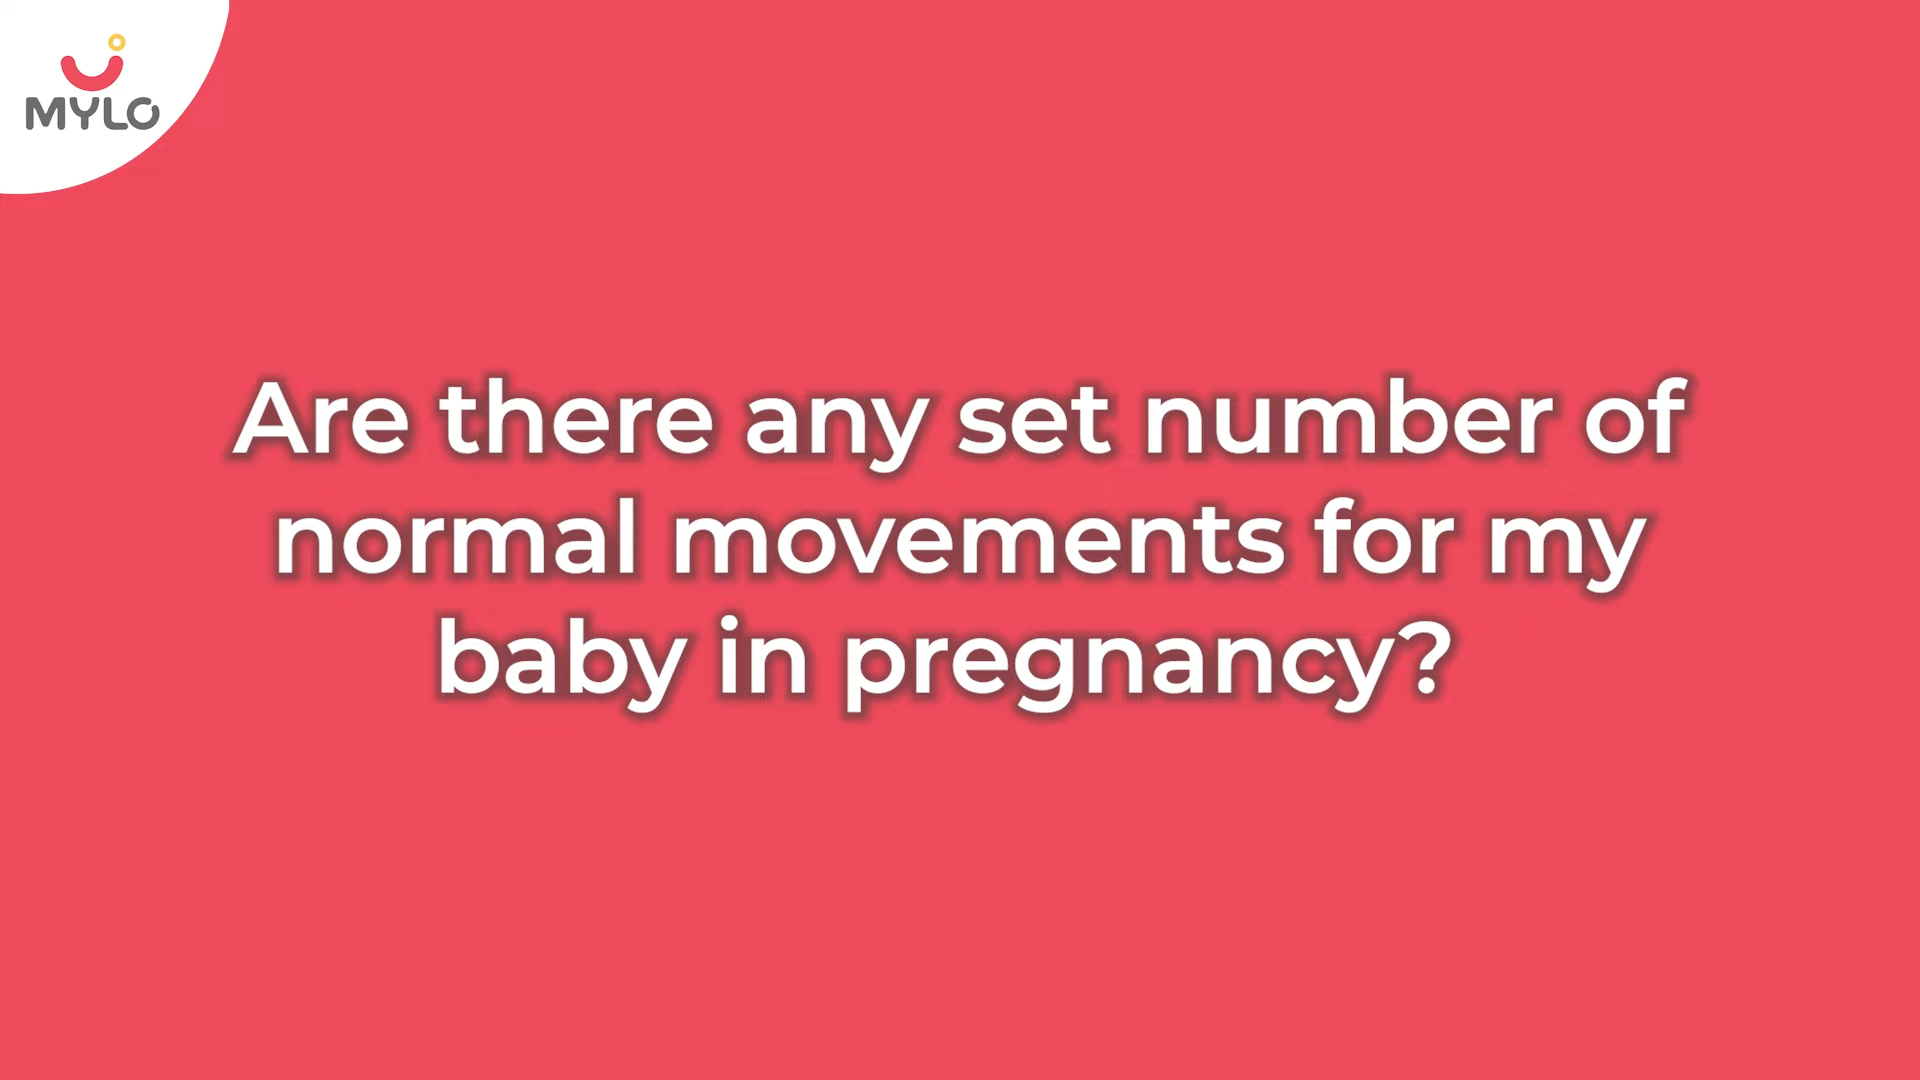 MYLO
Are there any set number of
normal movements for my
baby in pregnancy?